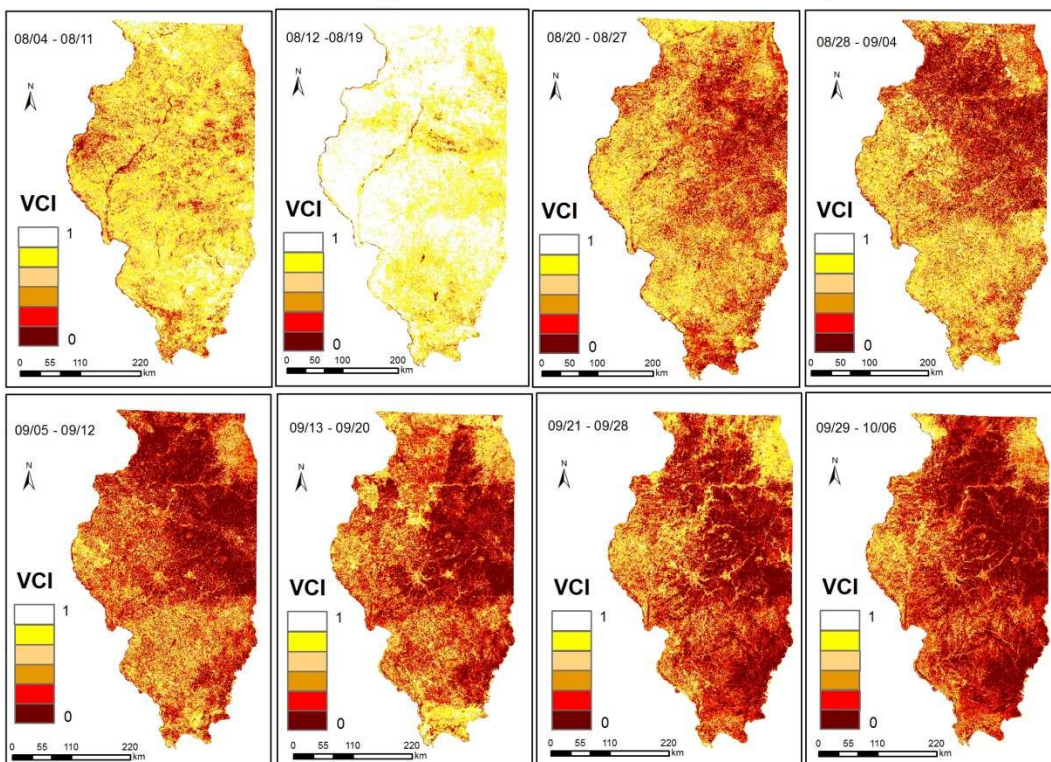 08/04 - 08/11
N
VCI
1
0
0 55 110 220
km
08/12 -08/19
N
VCI
1
0
0 50 100 200
km
08/20 - 08/27
N
VCI
1
0
0 50 100 200
km
08/28 - 09/04
N
VCI
1
0
0 50 100 200
km
09/05 - 09/12
N
VCI
1
0
0 55 110 220
km
09/13 - 09/20
N
VCI
1
0
0 55 110 220
km
09/21 - 09/28
N
VCI
1
0
0 55 110 220
km
09/29 - 10/06
N
VCI
1
0
0 55 110 220
km